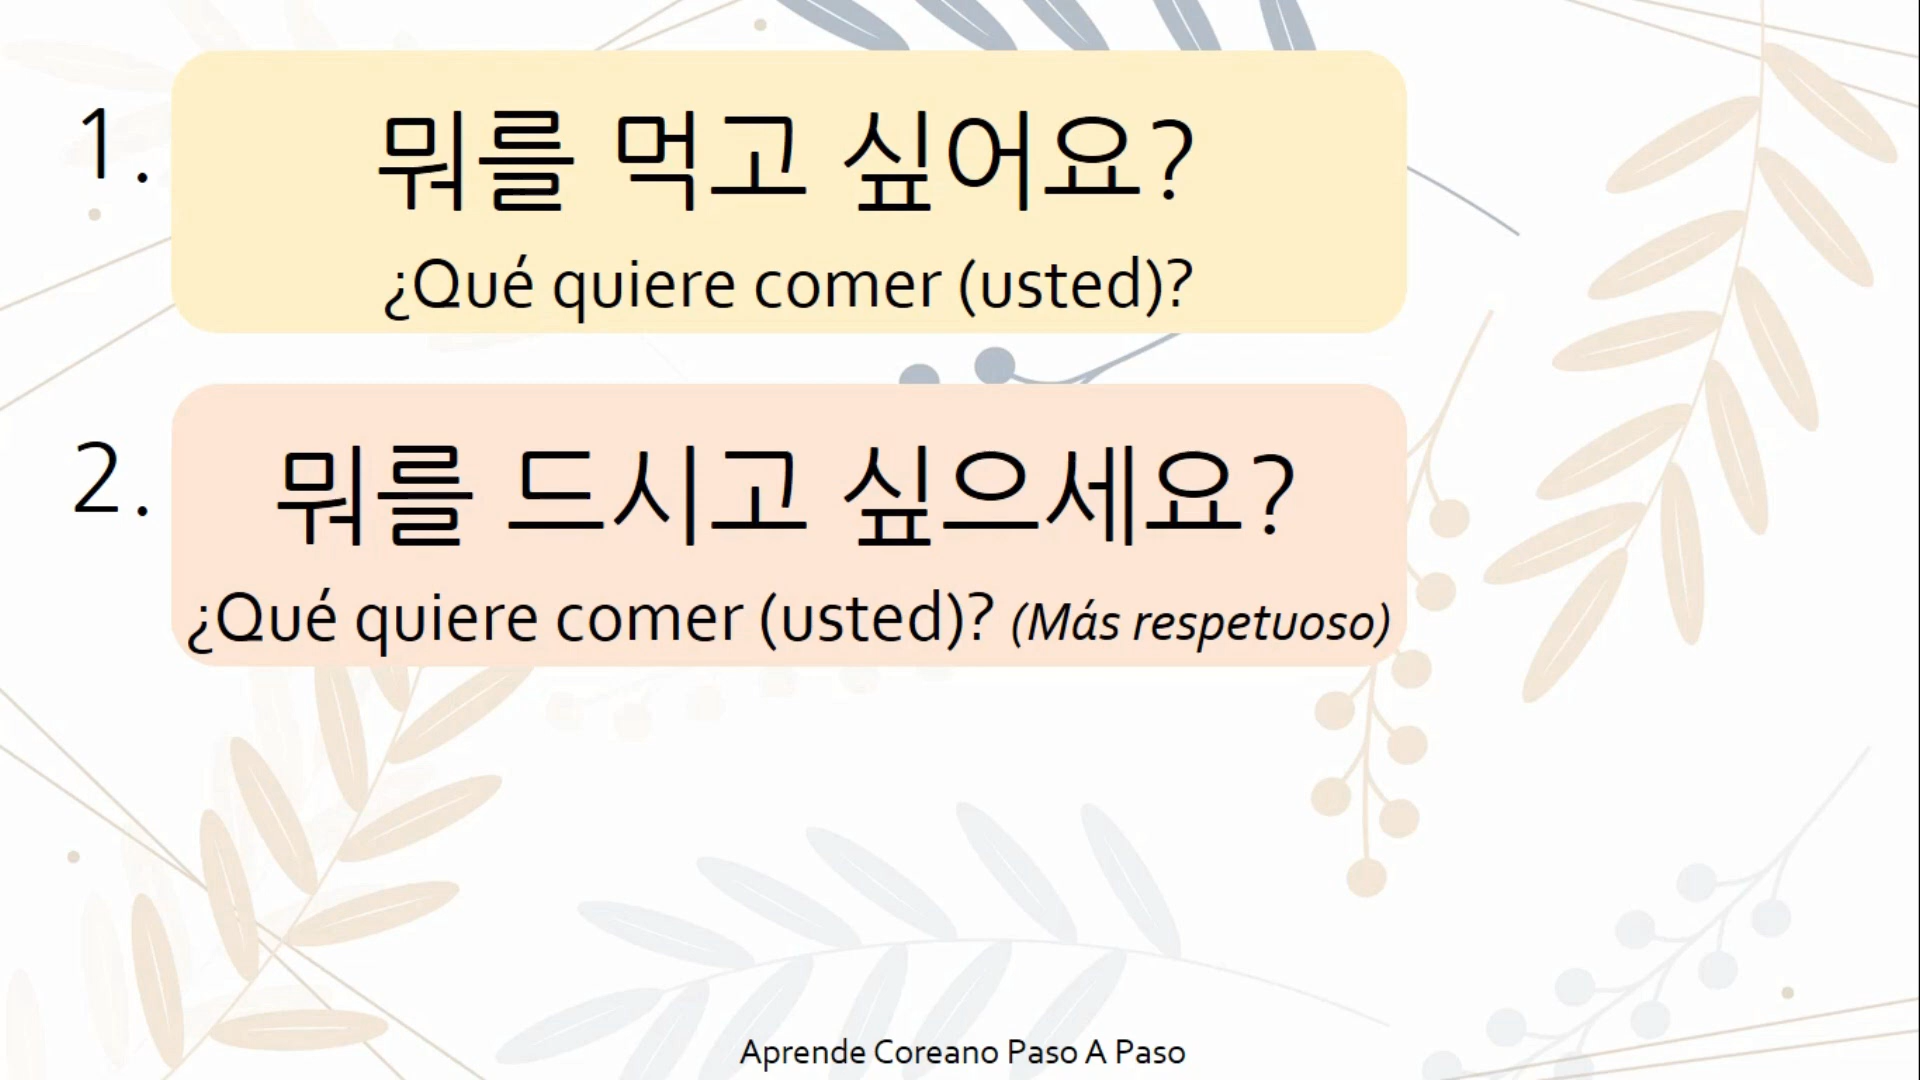 1. 뭐를 먹고 싶어요?
¿Qué quiere comer (usted)?
2. 뭐를 드시고 싶으세요?
¿Qué quiere comer (usted)? (Más respetuoso)
Aprende Coreano Paso A Paso